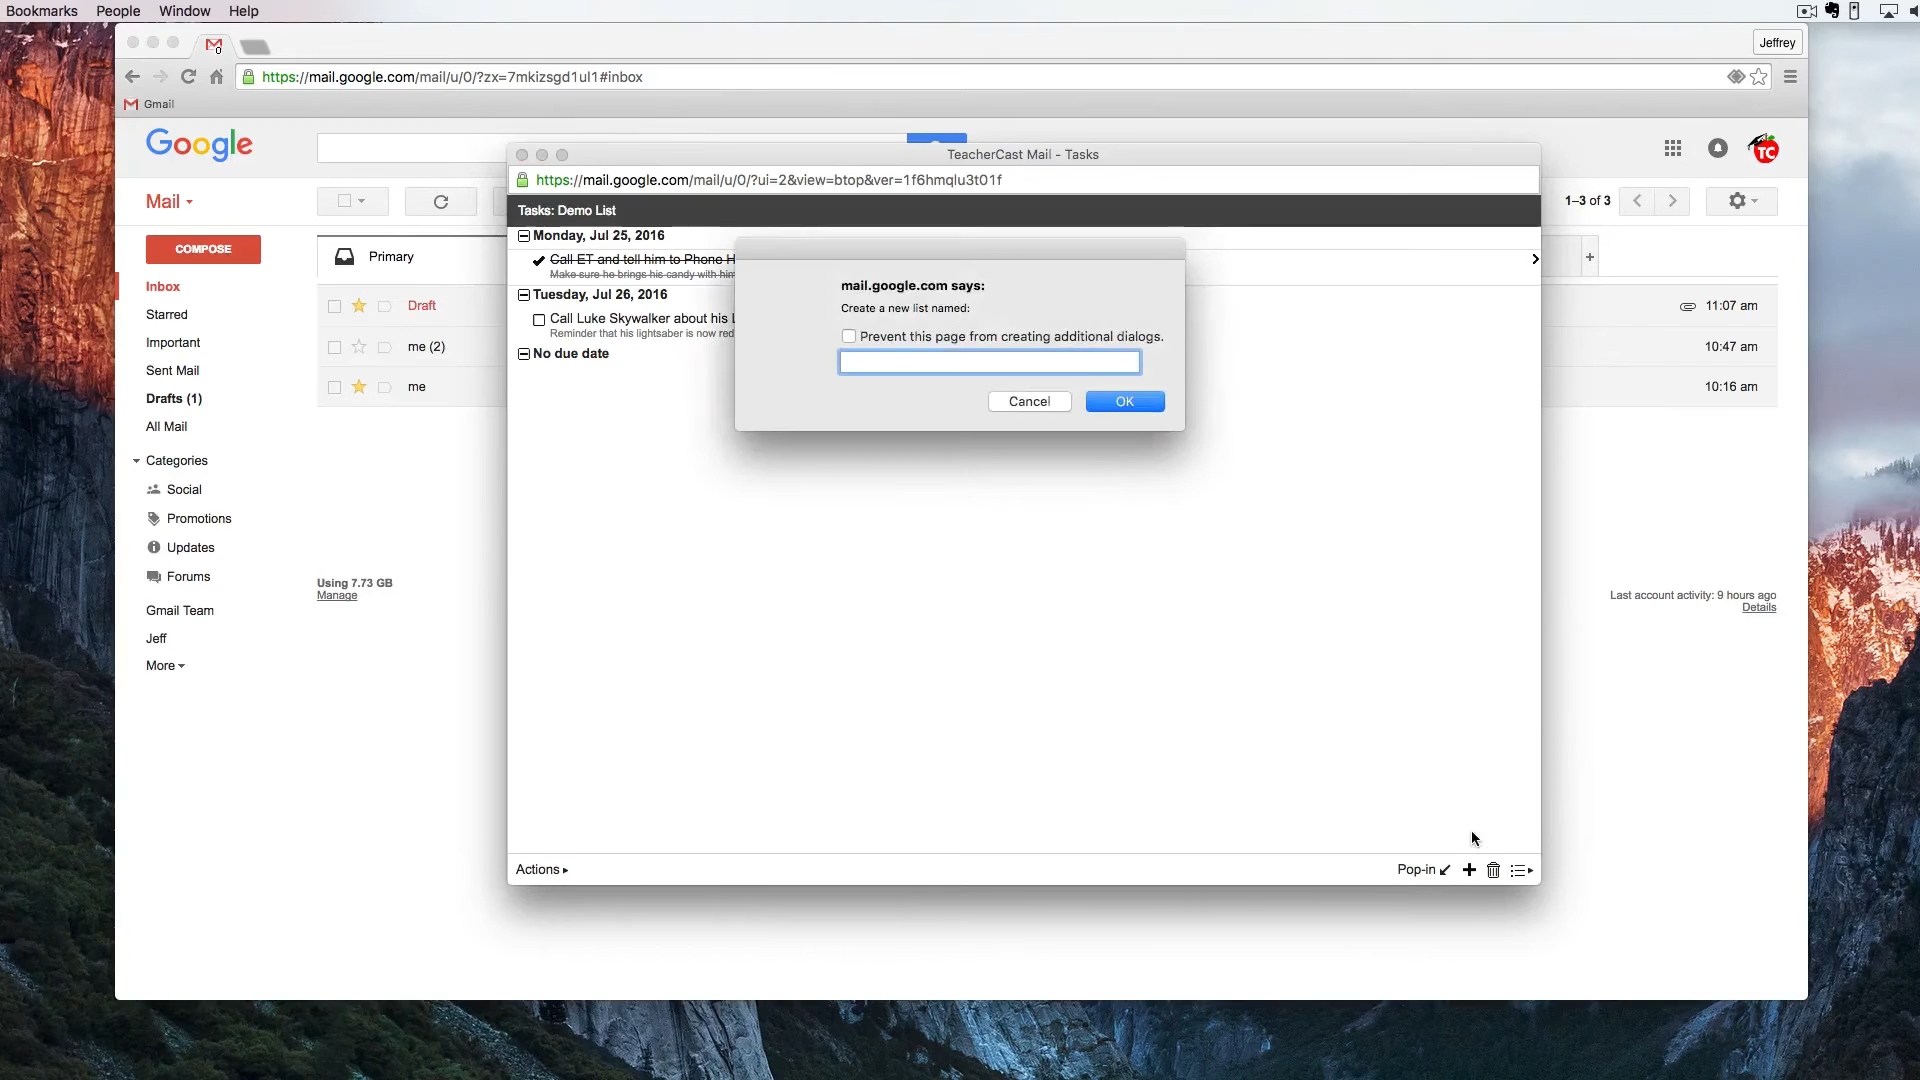 Bookmarks People Window Help
Jeffrey
https://mail.google.com/mail/u/0/?zx=7mkizsgd1ul1#inbox
Gmail
Google
TC
TeacherCast Mail - Tasks
https://mail.google.com/mail/u/0/?ui=2&view=btop&ver=1f6hmqlu3t01f
Mail
1–3 of 3
Tasks: Demo List
COMPOSE
Primary
Monday, Jul 25, 2016
Call ET and tell him to Phone H
Make sure he brings his candy with him
Tuesday, Jul 26, 2016
Call Luke Skywalker about his L
Reminder that his lightsaber is now red
No due date
mail.google.com says:
Create a new list named:
Prevent this page from creating additional dialogs.
Cancel OK
Inbox
Starred
Important
Sent Mail
Drafts (1)
All Mail
Categories
Social
Promotions
Updates
Forums
Gmail Team
Jeff
More
Draft 11:07 am
me (2) 10:47 am
me 10:16 am
Using 7.73 GB
Manage
Last account activity: 9 hours ago
Details
Actions
Pop-in